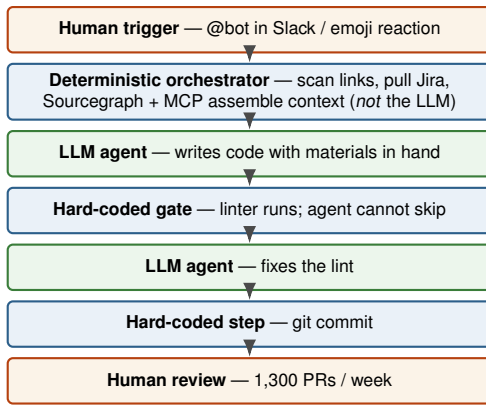 Human trigger — @bot in Slack / emoji reaction
Deterministic orchestrator — scan links, pull Jira,
Sourcegraph + MCP assemble context (not the LLM)
LLM agent — writes code with materials in hand
Hard-coded gate — linter runs; agent cannot skip
LLM agent — fixes the lint
Hard-coded step — git commit
Human review — 1,300 PRs / week